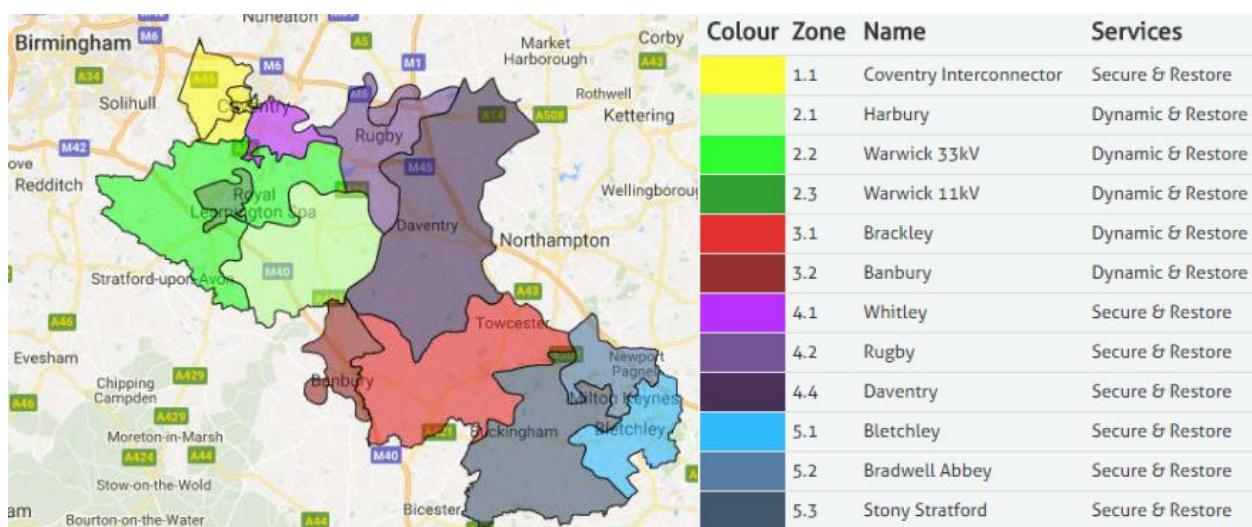 Nuneaton
Birmingham
M6
A5
Market
Harborough
Corby
A43
A34
A45
M6
M1
Solihull
Coventry
M6
A14
A508
Rothwell
Kettering
Rugby
M42
M45
Redditch
Royal
Leamington Spa
Daventry
Northampton
Stratford-upon-Avon
M40
A43
A46
Towcester
Evesham
Chipping
Campden
A429
Banbury
Newport
Pagnell
Milton Keynes
A46
A429
Moreton-in-Marsh
A421
Buckingham
Bletchley
A424
A44
M40
Stow-on-the-Wold
Bicester
Bourton-on-the-Water
A44
Colour Zone Name Services
1.1 Coventry Interconnector Secure & Restore
2.1 Harbury Dynamic & Restore
2.2 Warwick 33kV Dynamic & Restore
2.3 Warwick 11kV Dynamic & Restore
3.1 Brackley Dynamic & Restore
3.2 Banbury Dynamic & Restore
4.1 Whitley Secure & Restore
4.2 Rugby Secure & Restore
4.4 Daventry Secure & Restore
5.1 Bletchley Secure & Restore
5.2 Bradwell Abbey Secure & Restore
5.3 Stony Stratford Secure & Restore